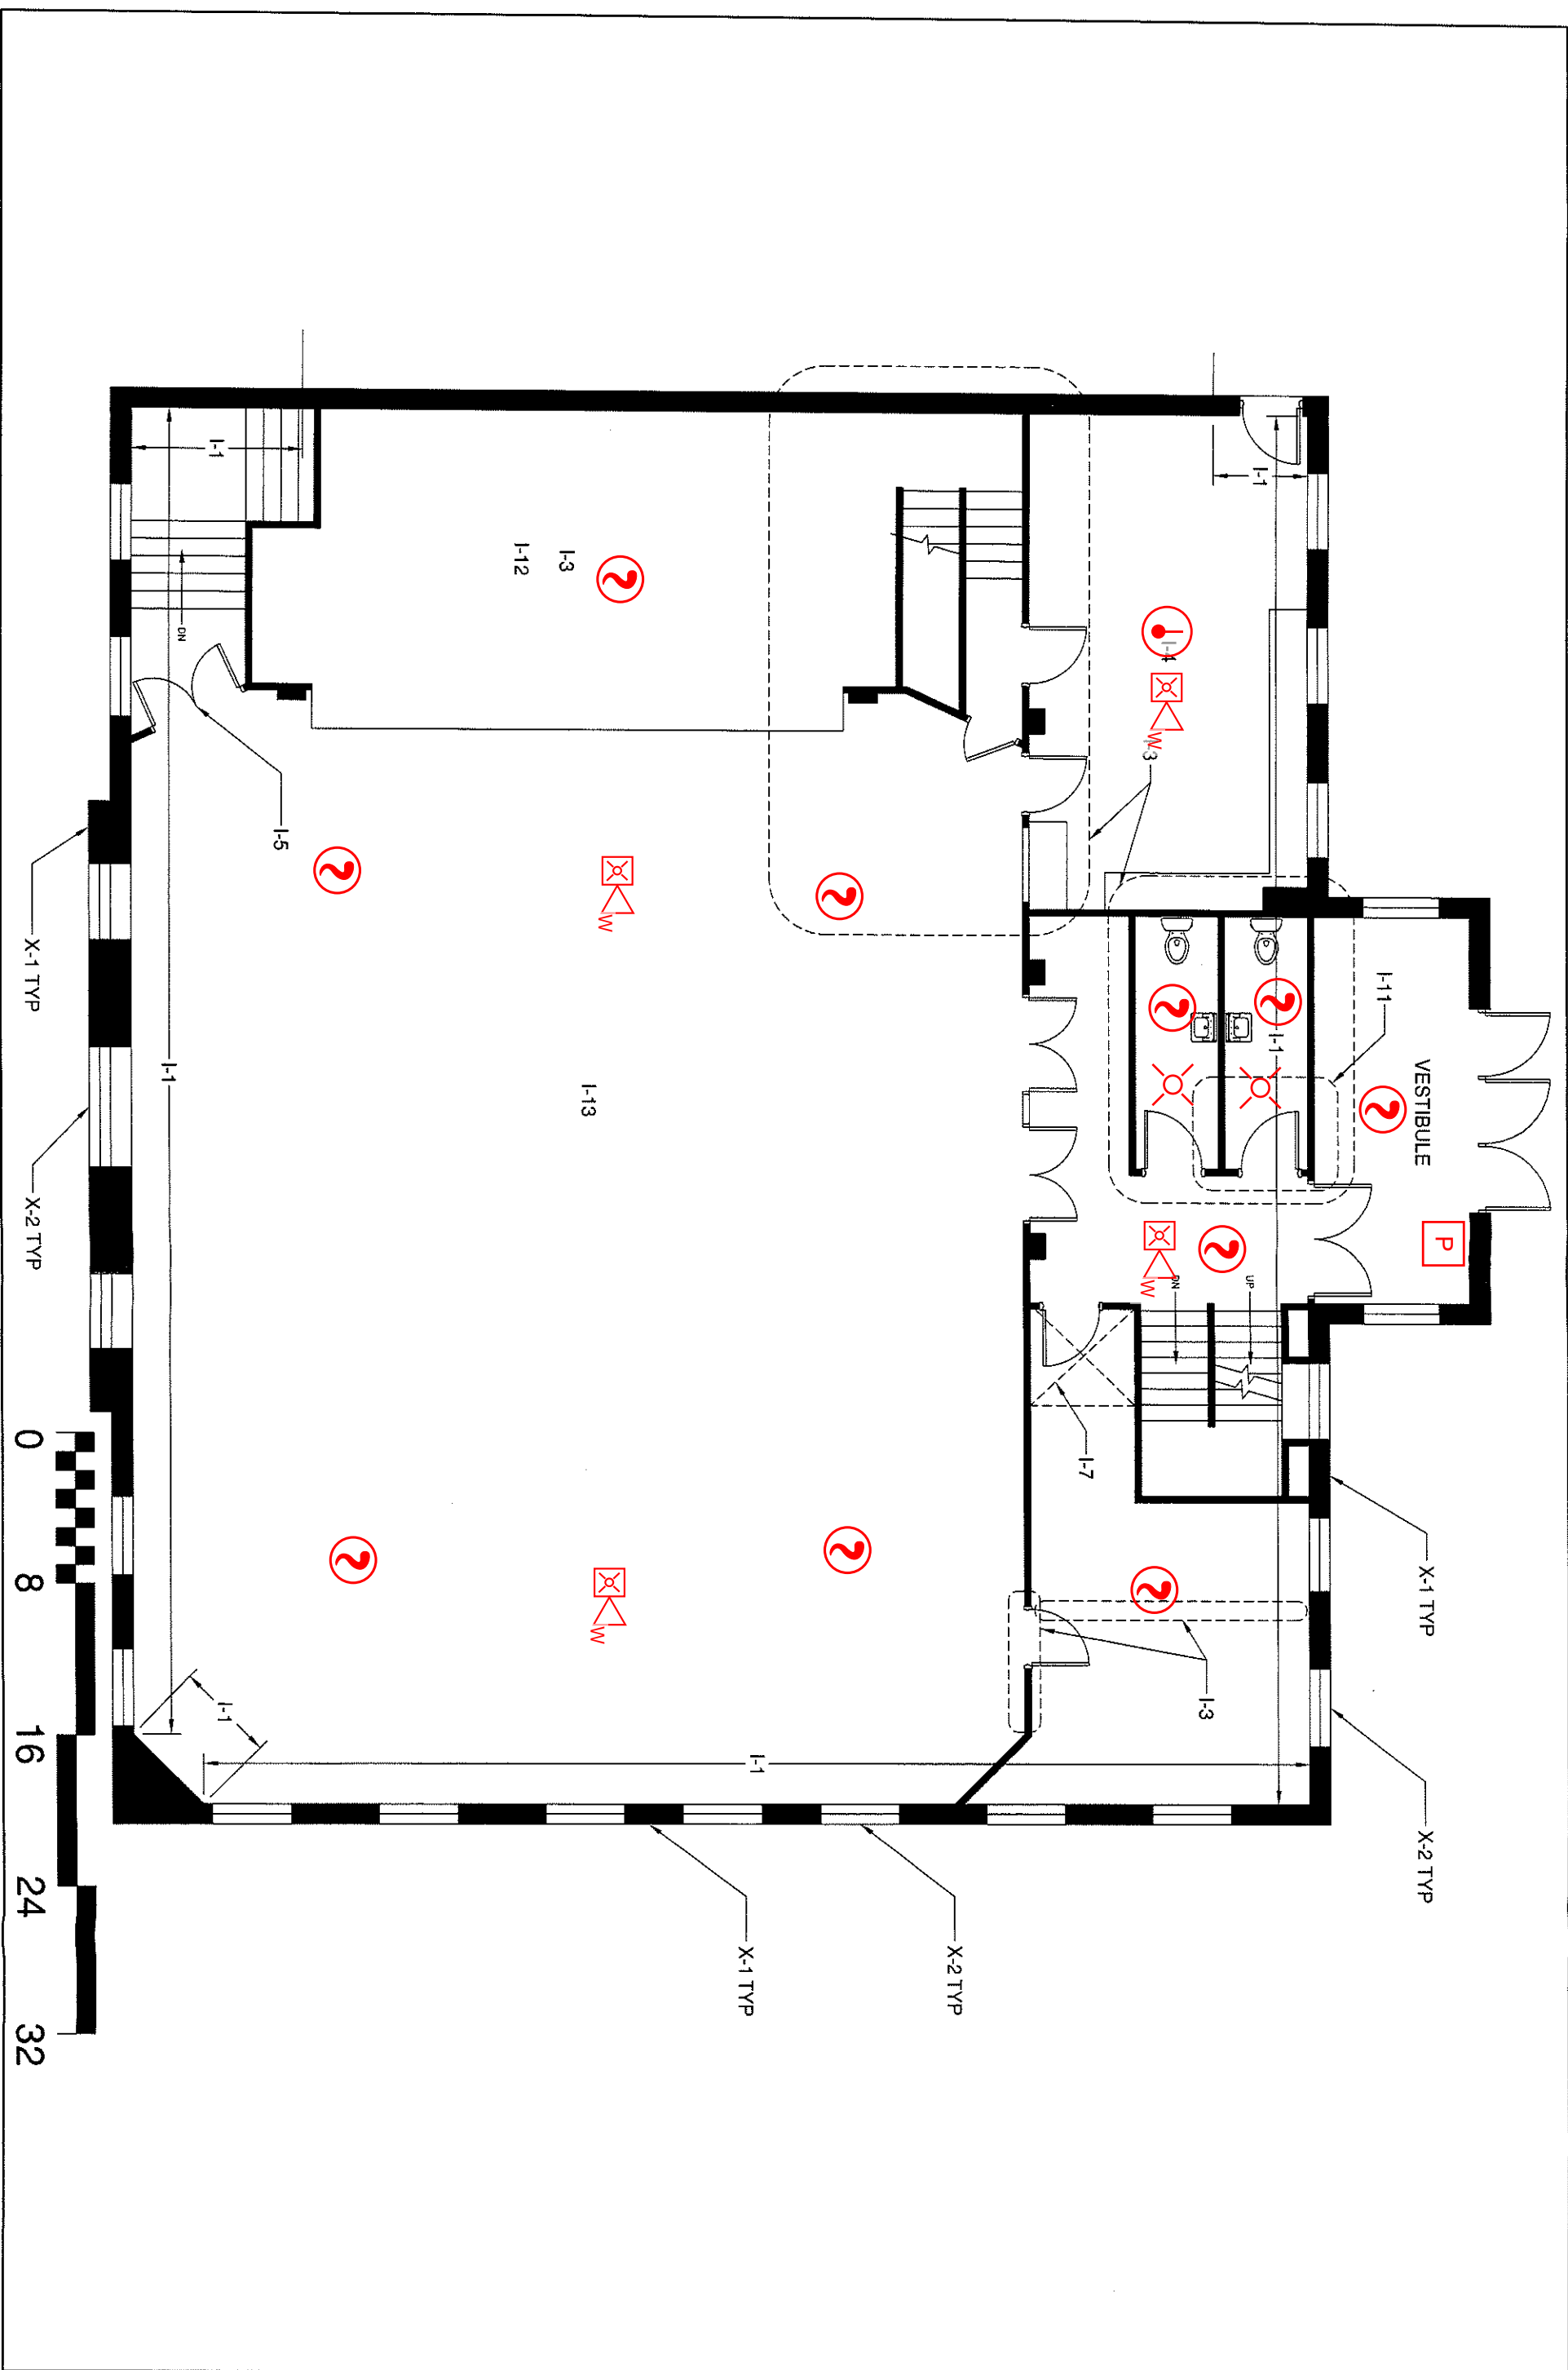 X-1 TYP
X-2 TYP
P
VESTIBULE
I-11
I-1
I-1
UP
I-3
DN
I-4
W
I-3
W
I-7
X-2 TYP
I-1
X-1 TYP
W
W
I-13
I-3
I-12
I-5
I-1
I-1
DN
I-1
X-1 TYP
X-2 TYP
0 8 16 24 32